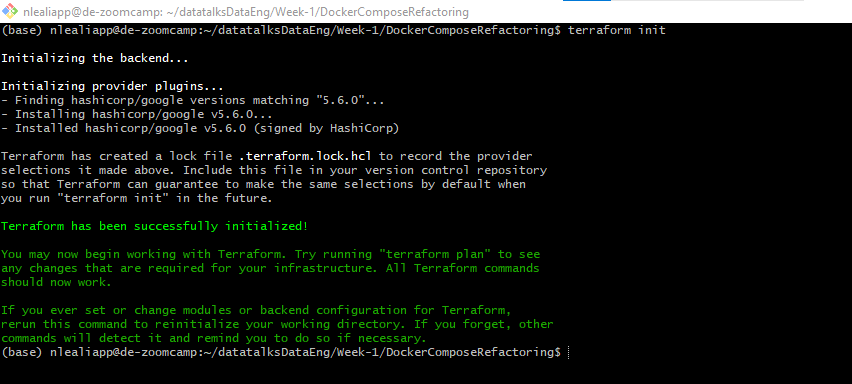 nlealiapp@de-zoomcamp: ~/datatalksDataEng/Week-1/DockerComposeRefactoring
(base) nlealiapp@de-zoomcamp:~/datatalksDataEng/Week-1/DockerComposeRefactoring$ terraform init
Initializing the backend...
Initializing provider plugins...
- Finding hashicorp/google versions matching "5.6.0"...
- Installing hashicorp/google v5.6.0...
- Installed hashicorp/google v5.6.0 (signed by HashiCorp)
Terraform has created a lock file .terraform.lock.hcl to record the provider
selections it made above. Include this file in your version control repository
so that Terraform can guarantee to make the same selections by default when
you run "terraform init" in the future.
Terraform has been successfully initialized!
You may now begin working with Terraform. Try running "terraform plan" to see
any changes that are required for your infrastructure. All Terraform commands
should now work.
If you ever set or change modules or backend configuration for Terraform,
rerun this command to reinitialize your working directory. If you forget, other
commands will detect it and remind you to do so if necessary.
(base) nlealiapp@de-zoomcamp:~/datatalksDataEng/Week-1/DockerComposeRefactoring$